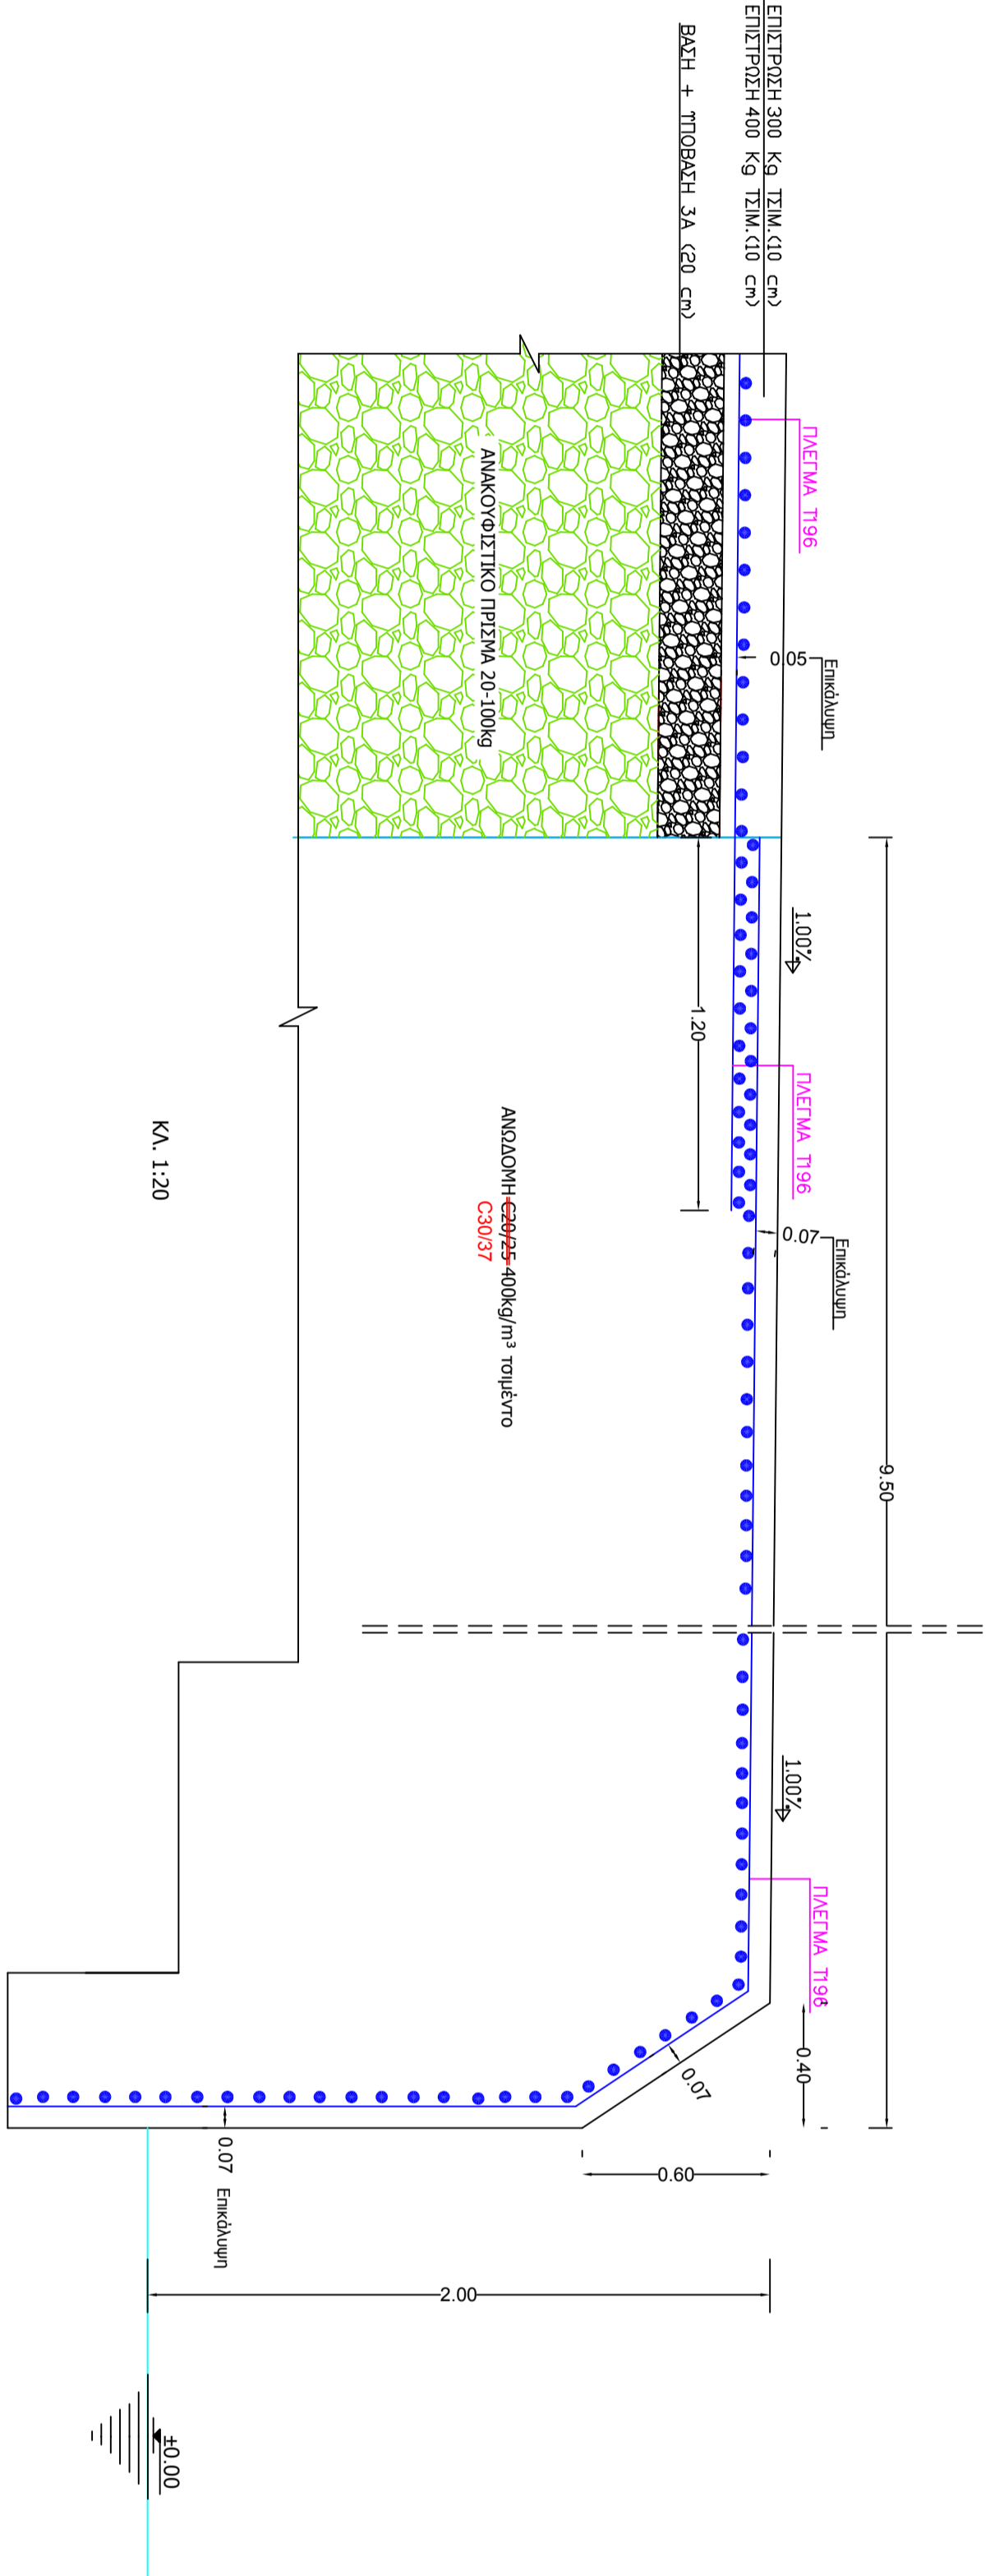 ΕΠΙΣΤΡΩΣΗ 300 Kg ΤΣΙΜ.(10 cm)
ΕΠΙΣΤΡΩΣΗ 400 Kg ΤΣΙΜ.(10 cm)
ΒΑΣΗ + ΥΠΟΒΑΣΗ 3Α (20 cm)
ΠΛΕΓΜΑ T196
0.05
Επικάλυψη
ΑΝΑΚΟΥΦΙΣΤΙΚΟ ΠΡΙΣΜΑ 20-100kg
1.00%
1.20
ΠΛΕΓΜΑ T196
0.07
Επικάλυψη
9.50
ΑΝΩΔΟΜΗ C20/25 400kg/m³ τσιμέντο
C30/37
ΚΛ. 1:20
1.00%
ΠΛΕΓΜΑ T196
0.40
0.07
0.60
0.07 Επικάλυψη
2.00
±0.00